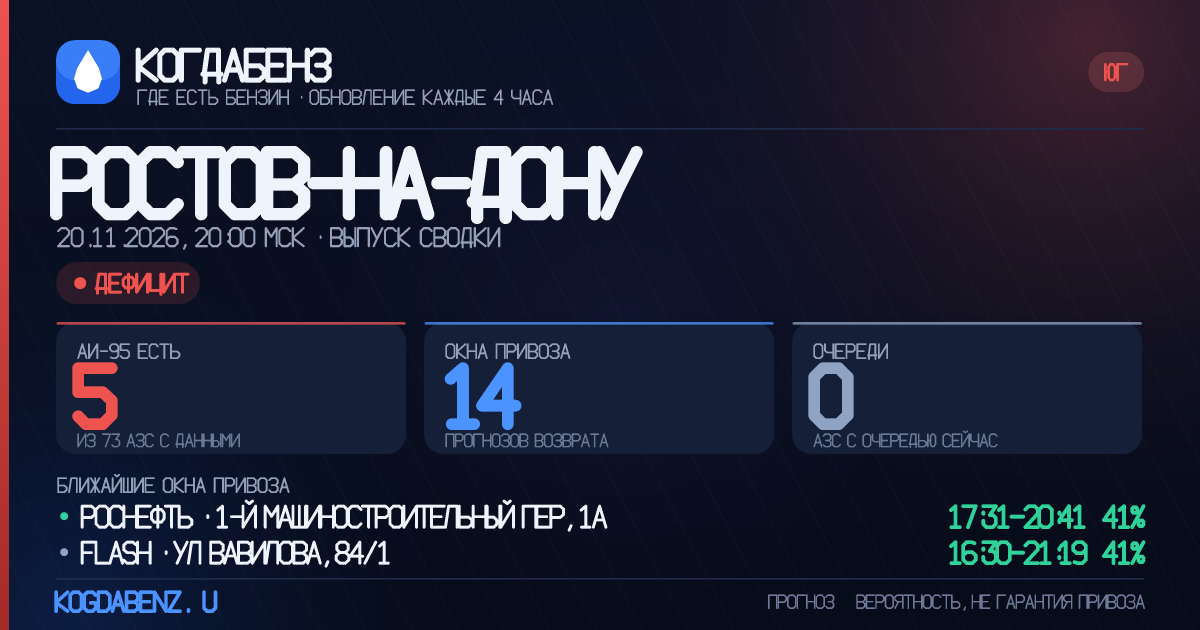 КОГДАБЕНЗ
ГДЕ ЕСТЬ БЕНЗИН · ОБНОВЛЕНИЕ КАЖДЫЕ 4 ЧАСА
ЮГ
РОСТОВ-НА-ДОНУ
20.11.2026, 20:00 МСК · ВЫПУСК СВОДКИ
ДЕФИЦИТ
АИ-95 ЕСТЬ
5
ИЗ 73 АЗС С ДАННЫМИ
ОКНА ПРИВОЗА
14
ПРОГНОЗОВ ВОЗВРАТА
ОЧЕРЕДИ
0
АЗС С ОЧЕРЕДЬЮ СЕЙЧАС
БЛИЖАЙШИЕ ОКНА ПРИВОЗА
• РОСНЕФТЬ · 1-Й МАШИНОСТРОИТЕЛЬНЫЙ ПЕР, 1А 17:31-20:41 41%
• FLASH · УЛ ВАВИЛОВА, 84/1 16:30-21:19 41%
KOGDABENZ. U
ПРОГНОЗ ВЕРОЯТНОСТЬ, НЕ ГАРАНТИЯ ПРИВОЗА